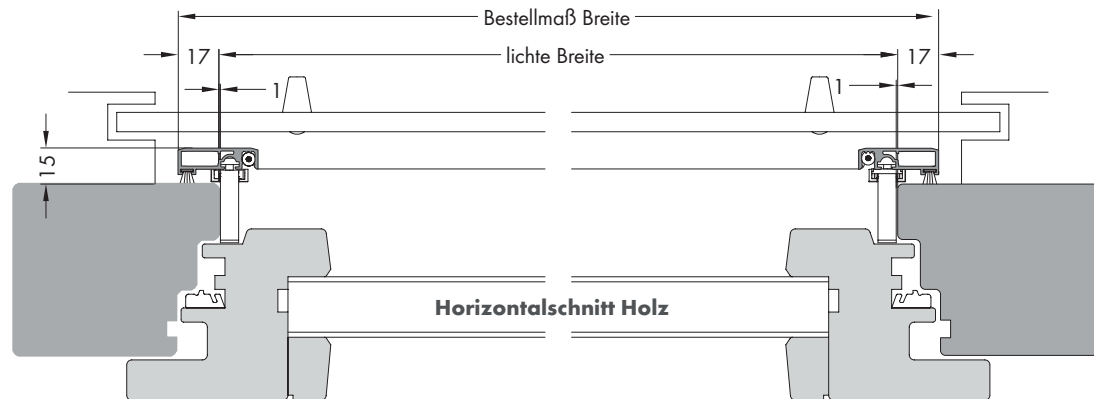 Bestellmaß Breite
17
lichte Breite
17
1
1
15
Horizontalschnitt Holz